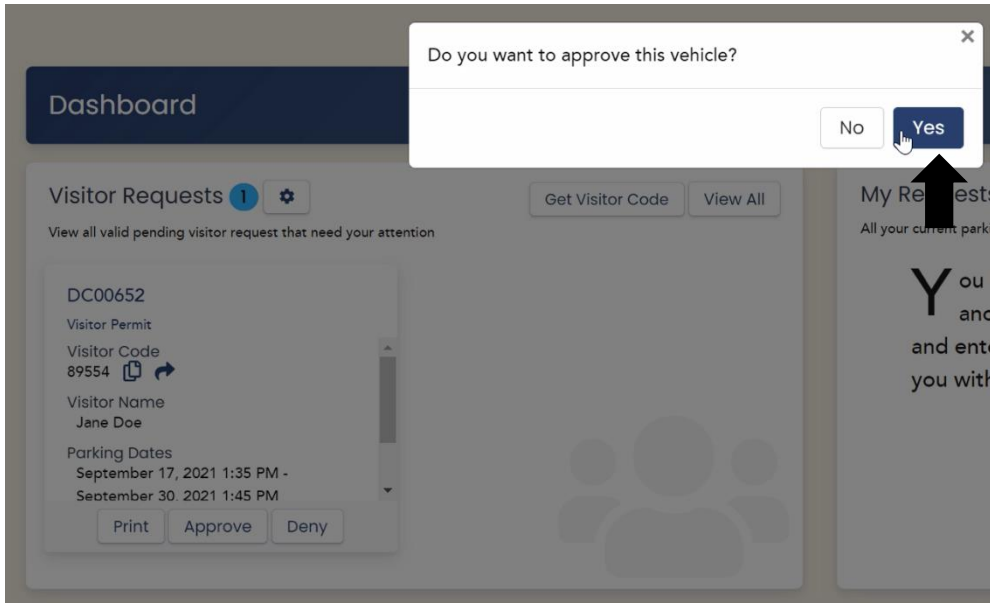 Do you want to approve this vehicle?
×
No
Yes
Dashboard
Visitor Requests 1
Get Visitor Code
View All
View all valid pending visitor request that need your attention
DC00652
Visitor Permit
Visitor Code
89554
Visitor Name
Jane Doe
Parking Dates
September 17, 2021 1:35 PM -
September 30, 2021 1:45 PM
Print
Approve
Deny
My
All your current
You
and
you